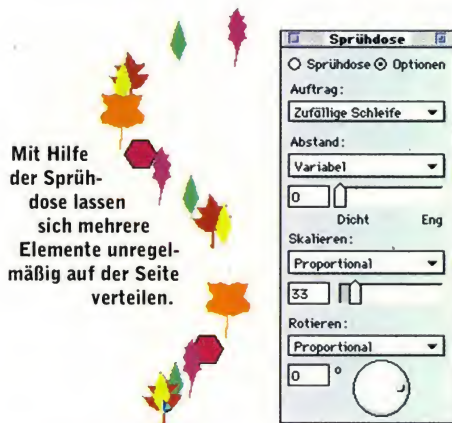 Mit Hilfe
der Sprüh-
dose lassen
sich mehrere
Elemente unregel-
mäßig auf der Seite
verteilen.
Sprühdose
Sprühdose Optionen
Auftrag:
Zufällige Schleife
Abstand:
Variabel
0
Dicht Eng
Skalieren:
Proportional
33
Rotieren:
Proportional
0 °